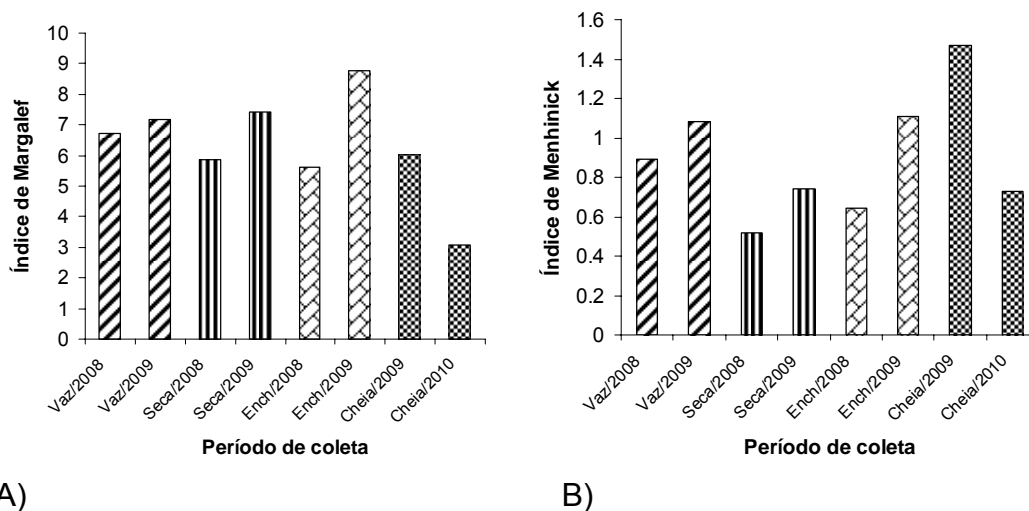 Índice de Margalef
10
9
8
7
6
5
4
3
2
1
0
Vaz/2008
Vaz/2009
Seca/2008
Seca/2009
Ench/2008
Ench/2009
Cheia/2009
Cheia/2010
Período de coleta
A)
Índice de Menhinick
1.6
1.4
1.2
1
0.8
0.6
0.4
0.2
0
Vaz/2008
Vaz/2009
Seca/2008
Seca/2009
Ench/2008
Ench/2009
Cheia/2009
Cheia/2010
Período de coleta
B)